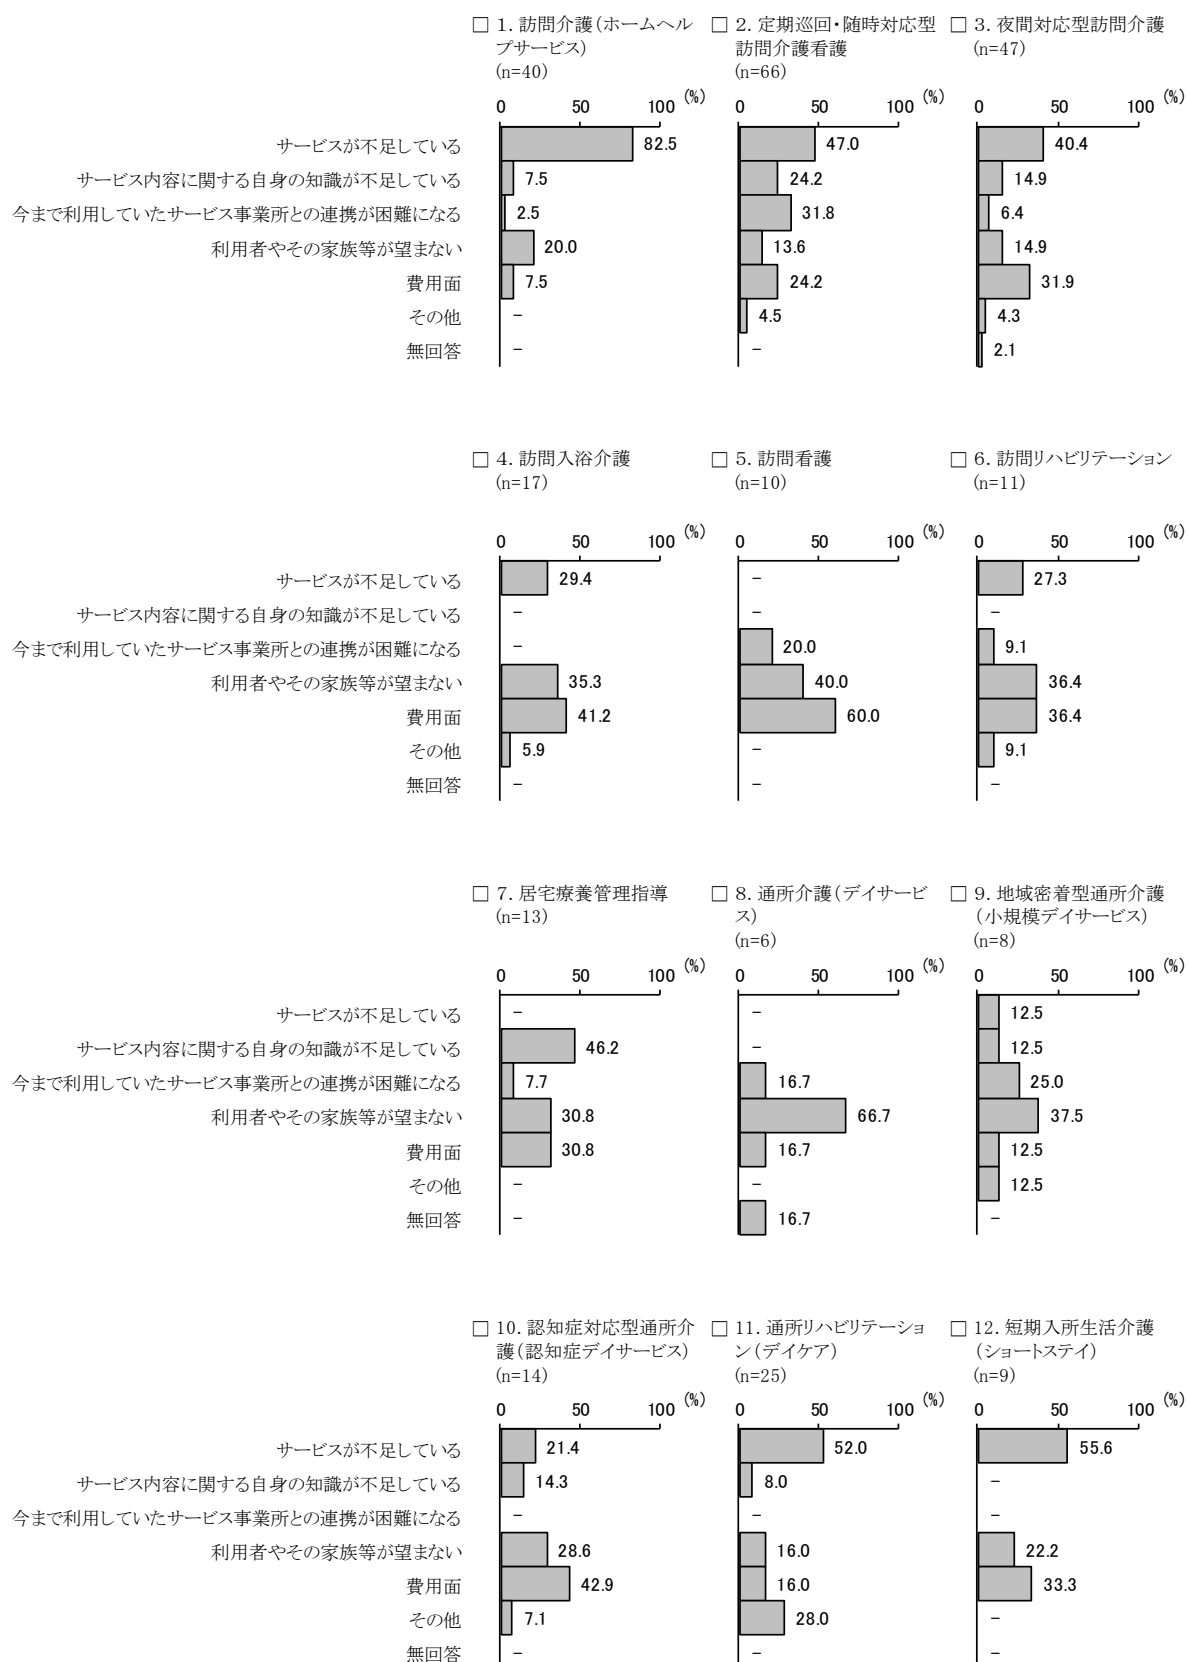 □ 1. 訪問介護（ホームヘル
プサービス）
(n=40)
□ 2. 定期巡回・随時対応型
訪問介護看護
(n=66)
□ 3. 夜間対応型訪問介護
(n=47)
0 50 100 (%)
0 50 100 (%)
0 50 100 (%)
サービスが不足している 82.5 47.0 40.4
サービス内容に関する自身の知識が不足している 7.5 24.2 14.9
今まで利用していたサービス事業所との連携が困難になる 2.5 31.8 6.4
利用者やその家族等が望まない 20.0 13.6 14.9
費用面 7.5 24.2 31.9
その他 − 4.5 4.3
無回答 − − 2.1
□ 4. 訪問入浴介護
(n=17)
□ 5. 訪問看護
(n=10)
□ 6. 訪問リハビリテーション
(n=11)
0 50 100 (%)
0 50 100 (%)
0 50 100 (%)
サービスが不足している 29.4 − 27.3
サービス内容に関する自身の知識が不足している − − −
今まで利用していたサービス事業所との連携が困難になる − 20.0 9.1
利用者やその家族等が望まない 35.3 40.0 36.4
費用面 41.2 60.0 36.4
その他 5.9 − 9.1
無回答 − − −
□ 7. 居宅療養管理指導
(n=13)
□ 8. 通所介護（デイサービ
ス）
(n=6)
□ 9. 地域密着型通所介護
（小規模デイサービス）
(n=8)
0 50 100 (%)
0 50 100 (%)
0 50 100 (%)
サービスが不足している − − 12.5
サービス内容に関する自身の知識が不足している 46.2 − 12.5
今まで利用していたサービス事業所との連携が困難になる 7.7 16.7 25.0
利用者やその家族等が望まない 30.8 66.7 37.5
費用面 30.8 16.7 12.5
その他 − − 12.5
無回答 − 16.7 −
□ 10. 認知症対応型通所介
護（認知症デイサービス）
(n=14)
□ 11. 通所リハビリテーショ
ン（デイケア）
(n=25)
□ 12. 短期入所生活介護
（ショートステイ）
(n=9)
0 50 100 (%)
0 50 100 (%)
0 50 100 (%)
サービスが不足している 21.4 52.0 55.6
サービス内容に関する自身の知識が不足している 14.3 8.0 −
今まで利用していたサービス事業所との連携が困難になる − − −
利用者やその家族等が望まない 28.6 16.0 22.2
費用面 42.9 16.0 33.3
その他 7.1 28.0 −
無回答 − − −